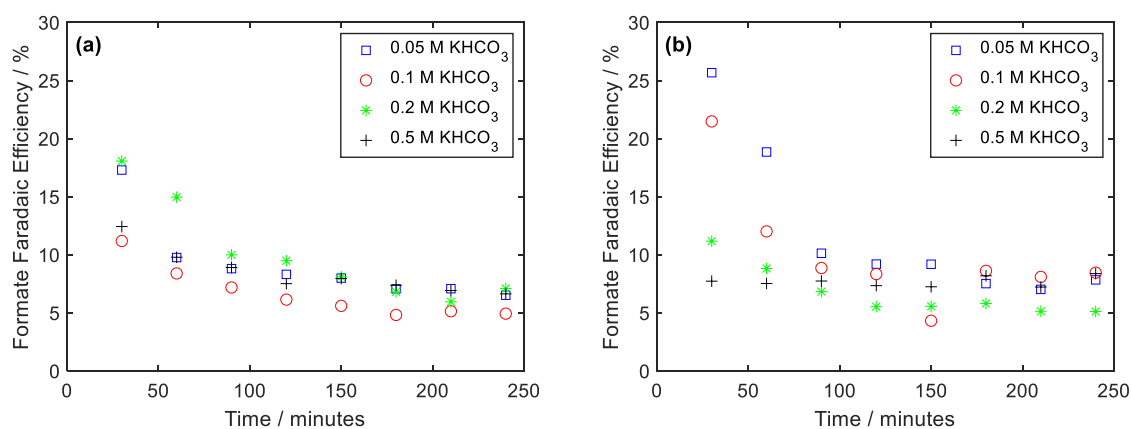 (a)
0.05 M KHCO3
0.1 M KHCO3
0.2 M KHCO3
0.5 M KHCO3
Formate Faradaic Efficiency / %
30
25
20
15
10
5
0
0 50 100 150 200 250
Time / minutes
(b)
0.05 M KHCO3
0.1 M KHCO3
0.2 M KHCO3
0.5 M KHCO3
Formate Faradaic Efficiency / %
30
25
20
15
10
5
0
0 50 100 150 200 250
Time / minutes